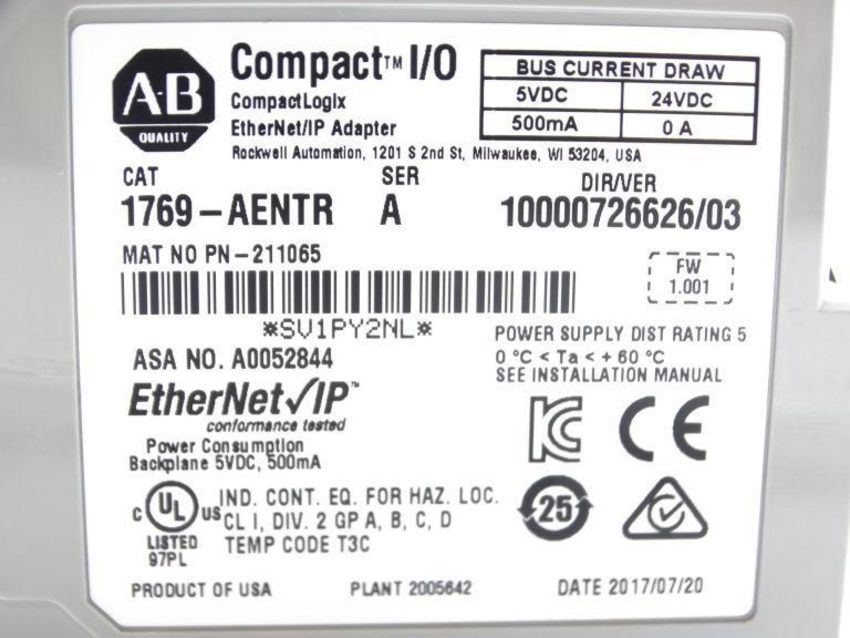 A-B
QUALITY
Compact™ I/O
CompactLogix
EtherNet/IP Adapter
Rockwell Automation, 1201 S 2nd St, Milwaukee, WI 53204, USA
BUS CURRENT DRAW
5VDC 24VDC
500mA 0 A
CAT SER DIR/VER
1769-AENTR A 10000726626/03
MAT NO PN-211065
FW
1.001
*SV1PY2NL*
POWER SUPPLY DIST RATING 5
0 °C < Ta < + 60 °C
SEE INSTALLATION MANUAL
ASA NO. A0052844
EtherNet/IP™
conformance tested
Power Consumption
Backplane 5VDC, 500mA
KC
CE
c UL us
LISTED
97PL
IND. CONT. EQ. FOR HAZ. LOC.
CL I, DIV. 2 GP A, B, C, D
TEMP CODE T3C
25
PRODUCT OF USA PLANT 2005642 DATE 2017/07/20